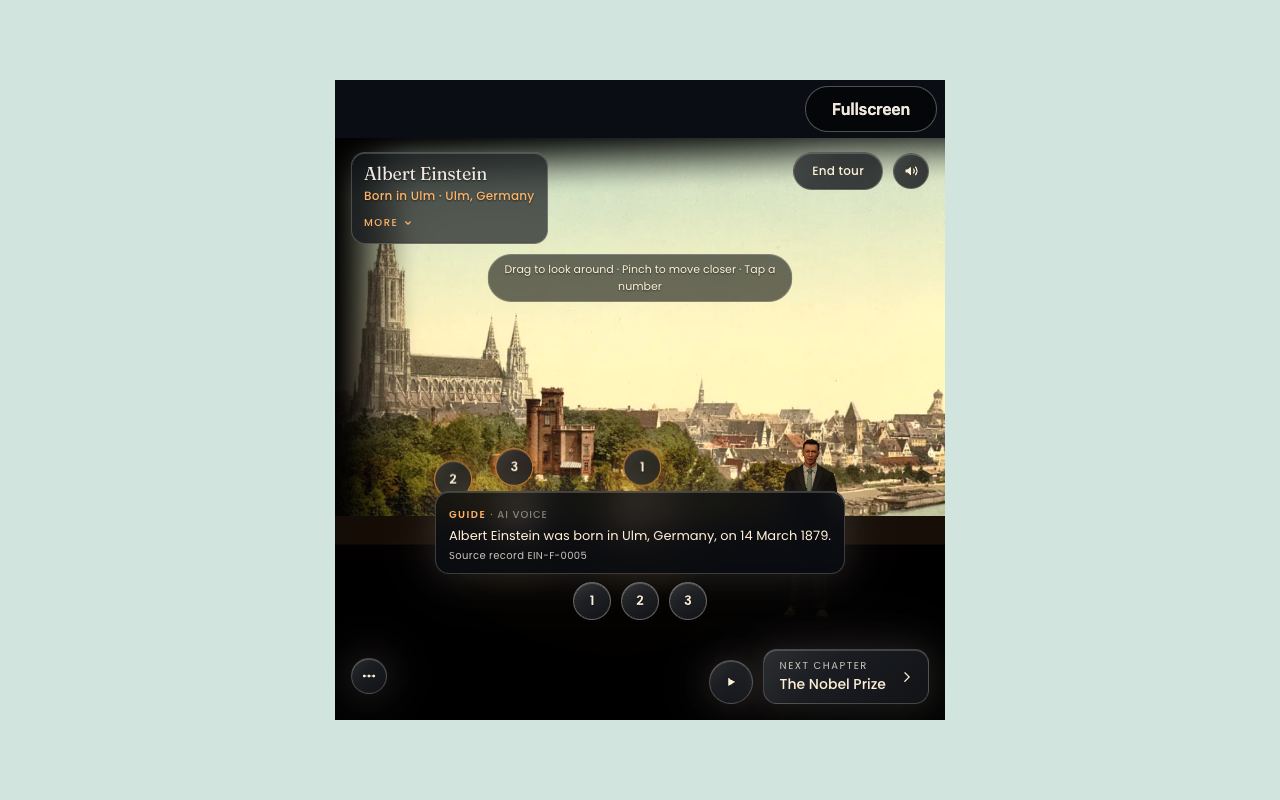 Fullscreen
Albert Einstein
Born in Ulm · Ulm, Germany
MORE
End tour
Drag to look around · Pinch to move closer · Tap a
number
2
3
1
GUIDE · AI VOICE
Albert Einstein was born in Ulm, Germany, on 14 March 1879.
Source record EIN-F-0005
1 2 3
NEXT CHAPTER
The Nobel Prize